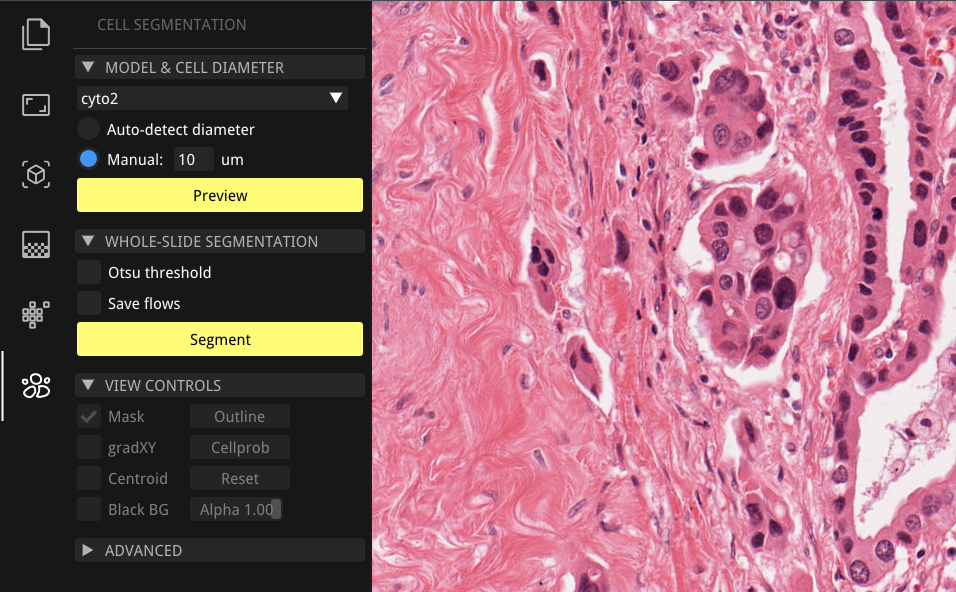 CELL SEGMENTATION
MODEL & CELL DIAMETER
cyto2
Auto-detect diameter
Manual: 10 um
Preview
WHOLE-SLIDE SEGMENTATION
Otsu threshold
Save flows
Segment
VIEW CONTROLS
Mask Outline
gradXY Cellprob
Centroid Reset
Black BG Alpha 1.00
ADVANCED